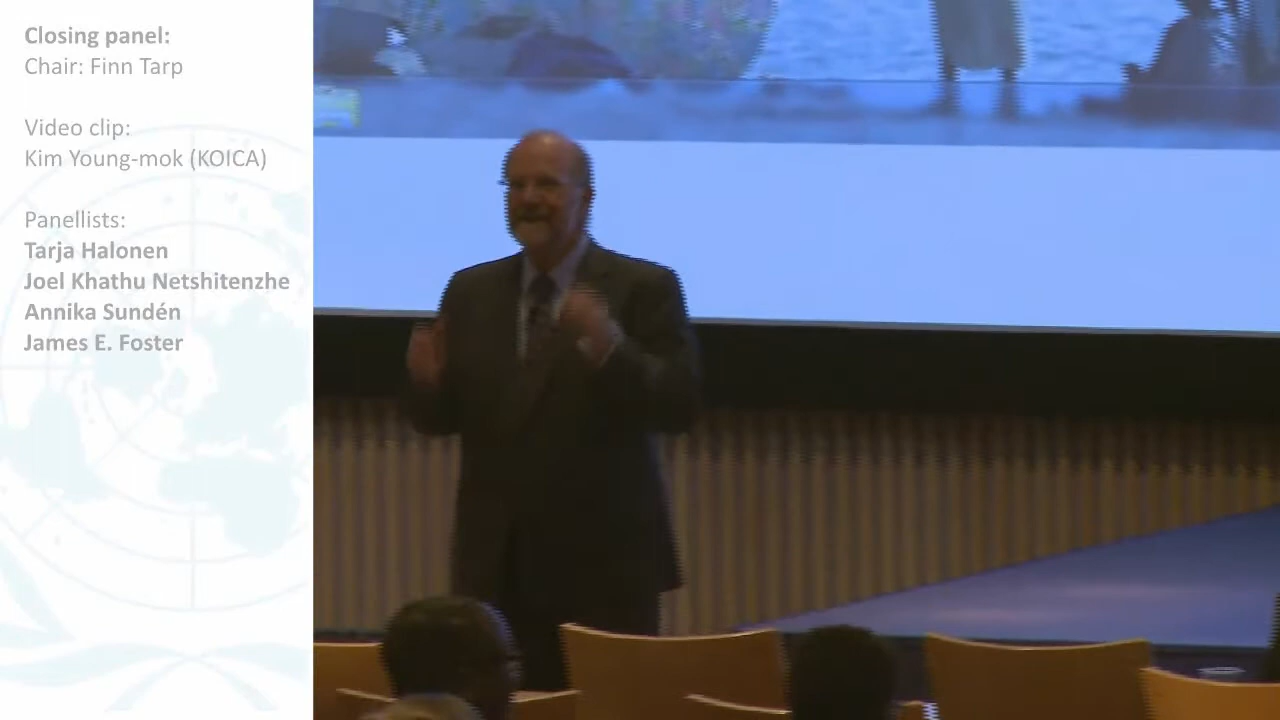 Closing panel:
Chair: Finn Tarp
Video clip:
Kim Young-mok (KOICA)
Panellists:
Tarja Halonen
Joel Khathu Netshitenzhe
Annika Sundén
James E. Foster